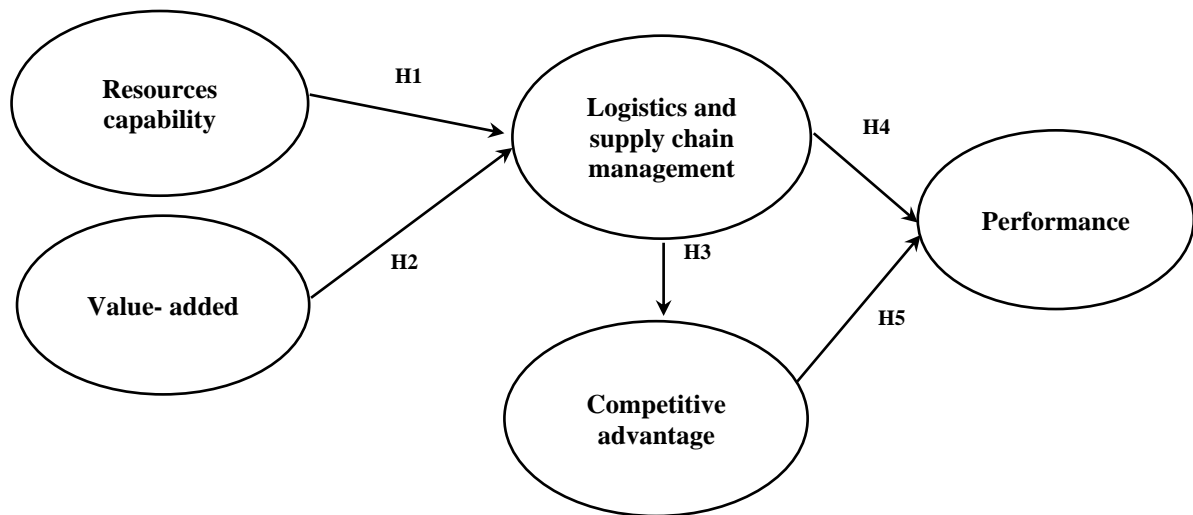 Resources
capability
H1
Logistics and
supply chain
management
H4
Performance
Value- added
H2
H3
H5
Competitive
advantage